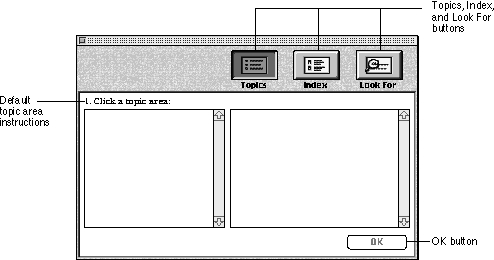 Topics, Index,
and Look For
buttons
Topics
Index
Look For
Default
topic area
instructions
1. Click a topic area:
OK
OK button